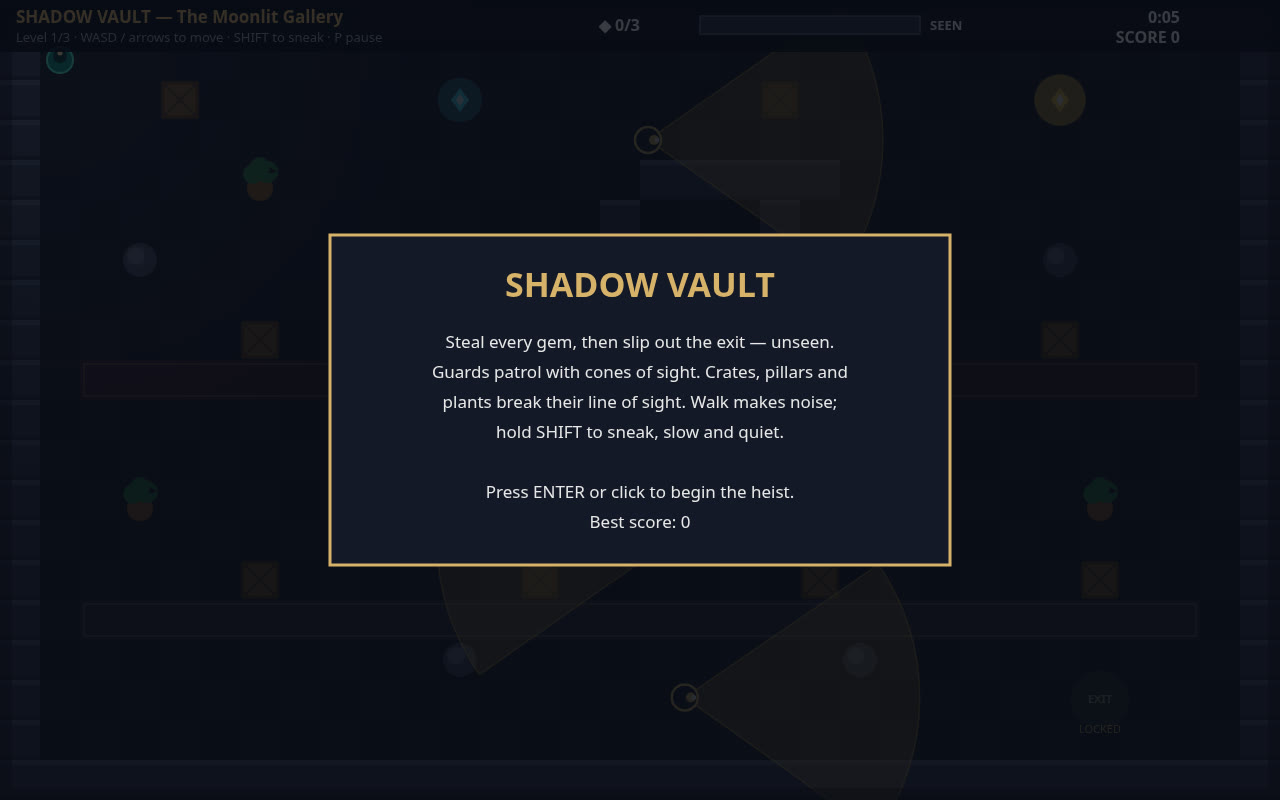 SHADOW VAULT — The Moonlit Gallery
Level 1/3 · WASD / arrows to move · SHIFT to sneak · P pause
◆ 0/3
SEEN
0:05
SCORE 0
SHADOW VAULT
Steal every gem, then slip out the exit — unseen.
Guards patrol with cones of sight. Crates, pillars and
plants break their line of sight. Walk makes noise;
hold SHIFT to sneak, slow and quiet.
Press ENTER or click to begin the heist.
Best score: 0
EXIT
LOCKED